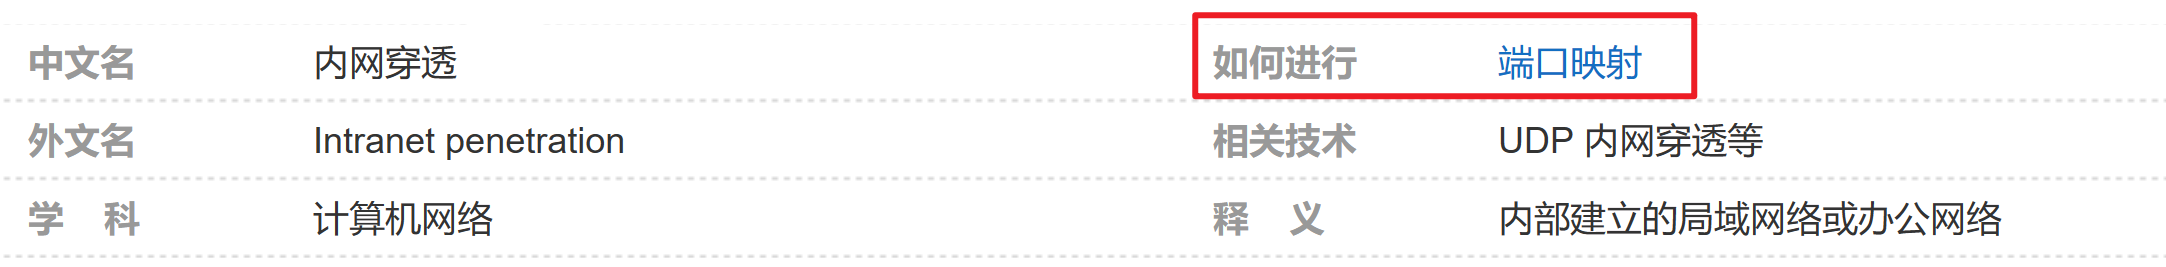 中文名 内网穿透 如何进行 端口映射
外文名 Intranet penetration 相关技术 UDP 内网穿透等
学 科 计算机网络 释 义 内部建立的局域网络或办公网络